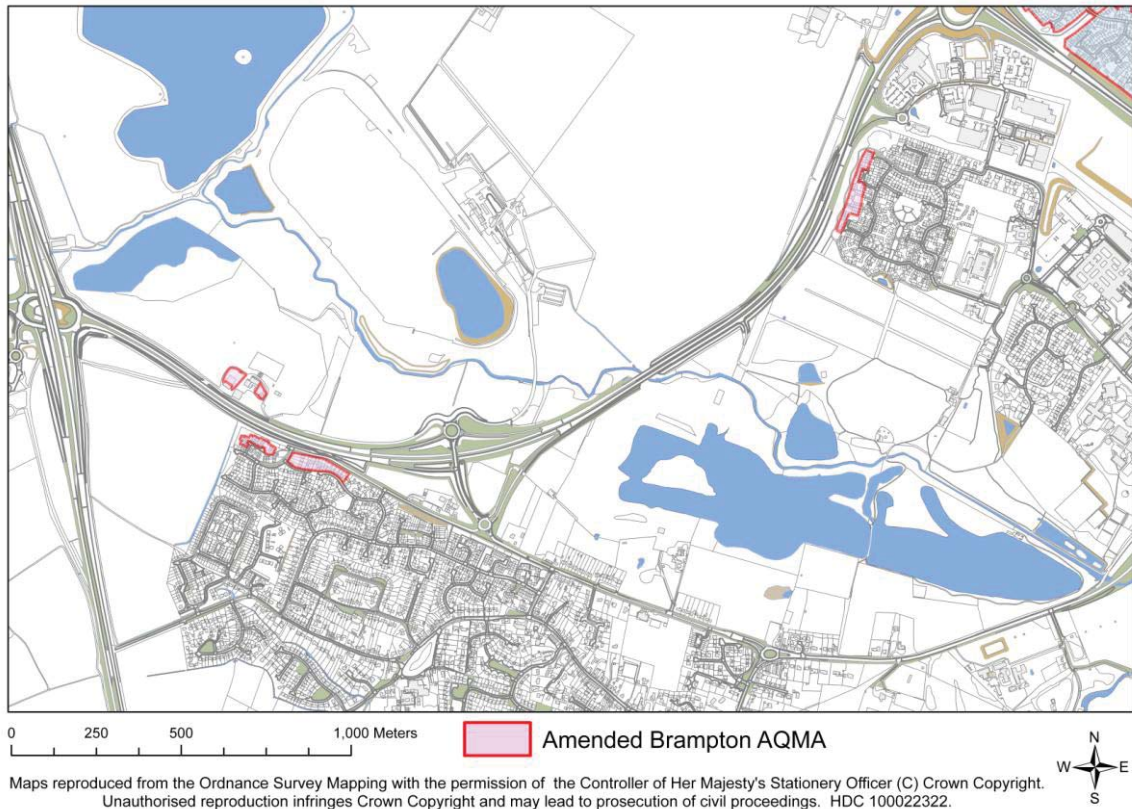 0 250 500 1,000 Meters
Amended Brampton AQMA
N
W E
S
Maps reproduced from the Ordnance Survey Mapping with the permission of the Controller of Her Majesty's Stationery Officer (C) Crown Copyright.
Unauthorised reproduction infringes Crown Copyright and may lead to prosecution of civil proceedings. HDC 100022322.